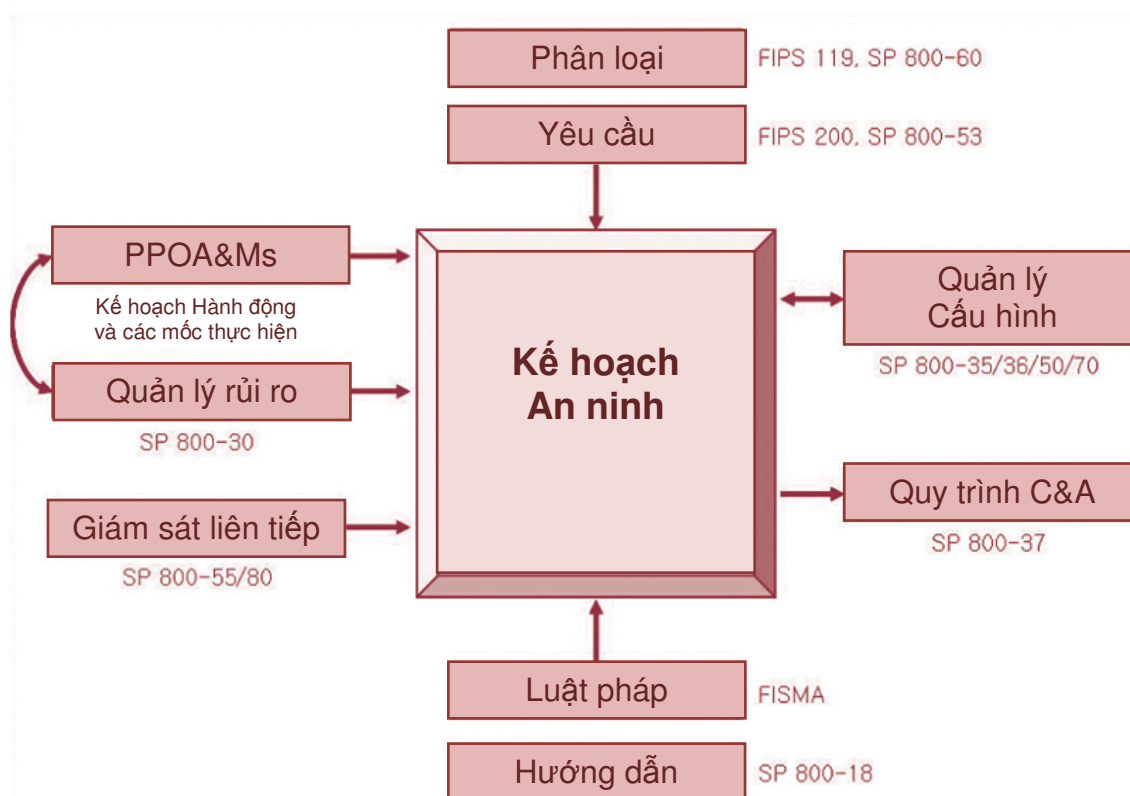 Phân loại
FIPS 119, SP 800-60
Yêu cầu
FIPS 200, SP 800-53
PPOA&Ms
Kế hoạch Hành động
và các mốc thực hiện
Quản lý rủi ro
SP 800-30
Giám sát liên tiếp
SP 800-55/80
Kế hoạch
An ninh
Quản lý
Cấu hình
SP 800-35/36/50/70
Quy trình C&A
SP 800-37
Luật pháp
FISMA
Hướng dẫn
SP 800-18